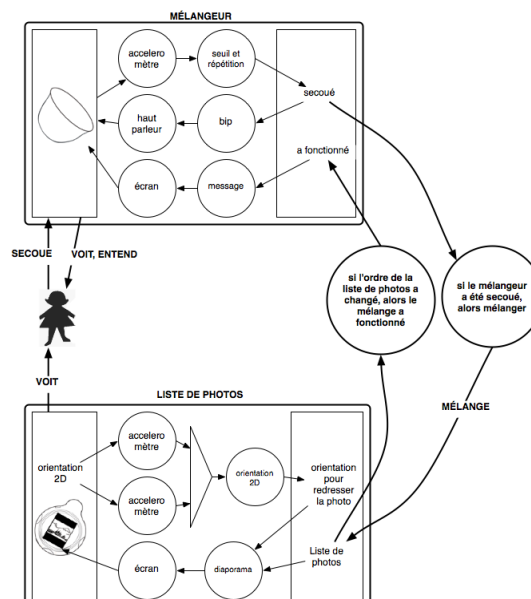 MÉLANGEUR
accelero
mètre
seuil et
répétition
secoué
haut
parleur
bip
a fonctionné
écran
message
SECOUE
VOIT, ENTEND
si l'ordre de la
liste de photos a
changé, alors le
mélange a
fonctionné
si le mélangeur
a été secoué,
alors mélanger
VOIT
MÉLANGE
LISTE DE PHOTOS
accelero
mètre
orientation
2D
orientation
2D
orientation
pour
redresser
la photo
accelero
mètre
Liste de
photos
écran
diaporama